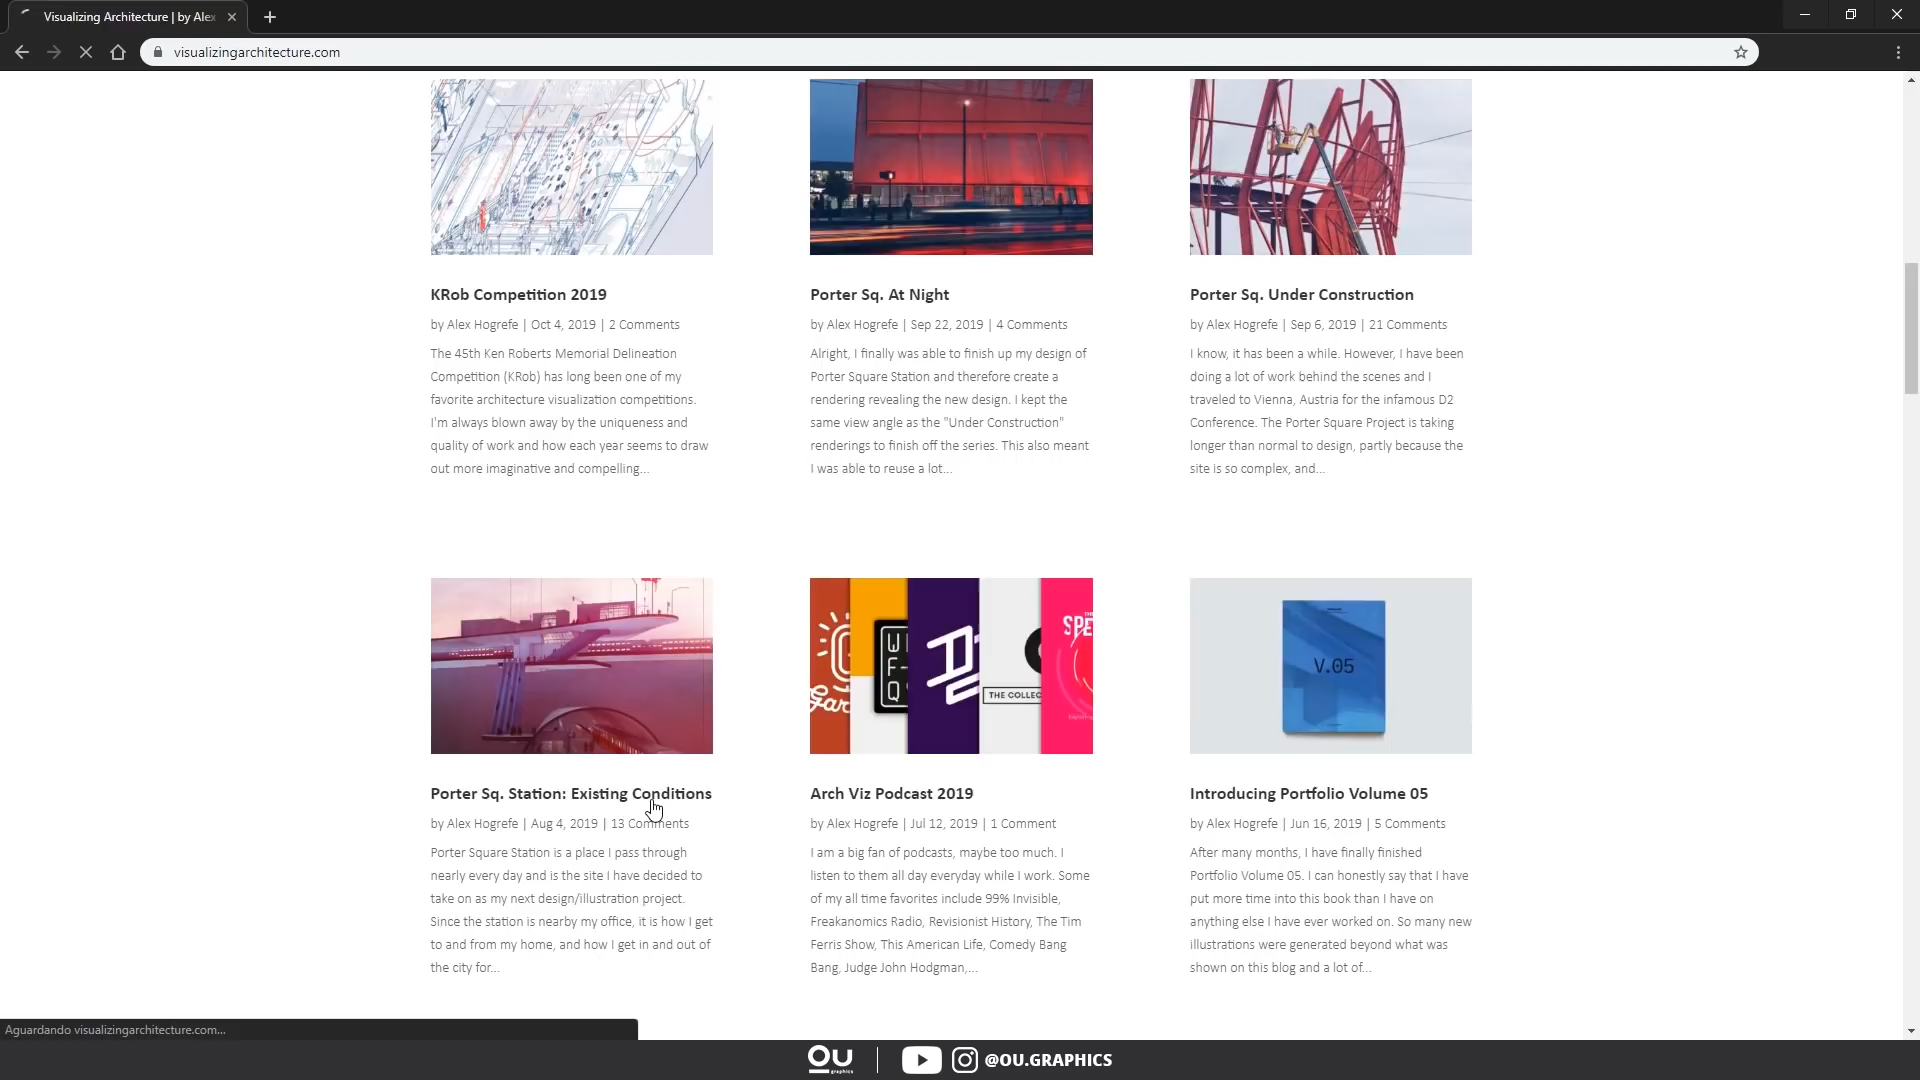 Visualizing Architecture | by Alex
visualizingarchitecture.com
KRob Competition 2019
Porter Sq. At Night
Porter Sq. Under Construction
by Alex Hogrefe | Oct 4, 2019 | 2 Comments
by Alex Hogrefe | Sep 22, 2019 | 4 Comments
by Alex Hogrefe | Sep 6, 2019 | 21 Comments
The 45th Ken Roberts Memorial Delineation
Competition (KRob) has long been one of my
favorite architecture visualization competitions.
I'm always blown away by the uniqueness and
quality of work and how each year seems to draw
out more imaginative and compelling...
Alright, I finally was able to finish up my design of
Porter Square Station and therefore create a
rendering revealing the new design. I kept the
same view angle as the "Under Construction"
renderings to finish off the series. This also meant
I was able to reuse a lot...
I know, it has been a while. However, I have been
doing a lot of work behind the scenes and I
traveled to Vienna, Austria for the infamous D2
Conference. The Porter Square Project is taking
longer than normal to design, partly because the
site is so complex, and...
W
F-
Q
THE COLLEC
SPE
V.05
Porter Sq. Station: Existing Conditions
Arch Viz Podcast 2019
Introducing Portfolio Volume 05
by Alex Hogrefe | Aug 4, 2019 | 13 Comments
by Alex Hogrefe | Jul 12, 2019 | 1 Comment
by Alex Hogrefe | Jun 16, 2019 | 5 Comments
Porter Square Station is a place I pass through
nearly every day and is the site I have decided to
take on as my next design/illustration project.
Since the station is nearby my office, it is how I get
to and from my home, and how I get in and out of
the city for...
I am a big fan of podcasts, maybe too much. I
listen to them all day everyday while I work. Some
of my all time favorites include 99% Invisible,
Freakanomics Radio, Revisionist History, The Tim
Ferris Show, This American Life, Comedy Bang
Bang, Judge John Hodgman,...
After many months, I have finally finished
Portfolio Volume 05. I can honestly say that I have
put more time into this book than I have on
anything else I have ever worked on. So many new
illustrations were generated beyond what was
shown on this blog and a lot of...
Aguardando visualizingarchitecture.com...
OU graphics
@OU.GRAPHICS